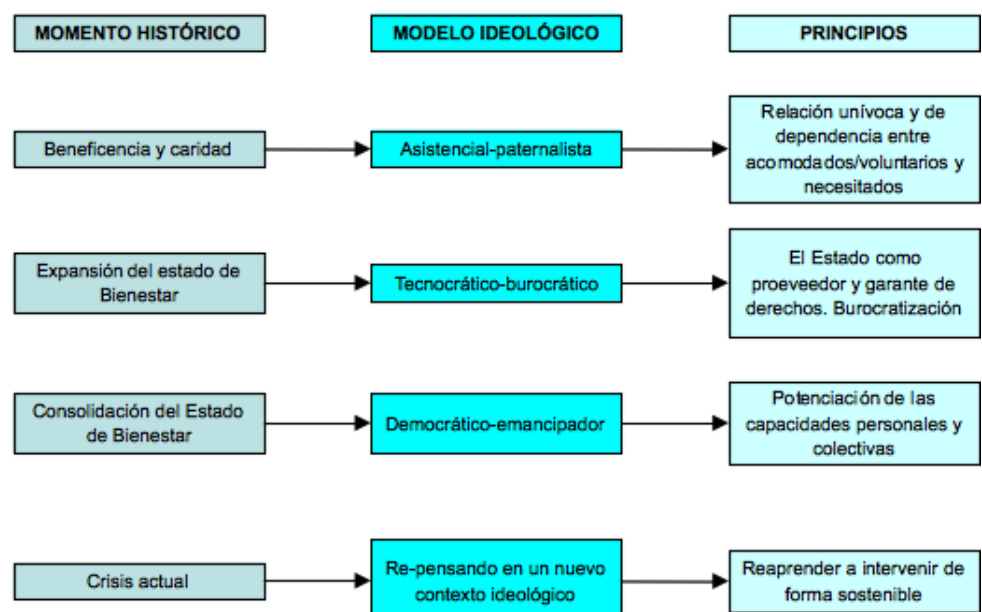 MOMENTO HISTÓRICO
MODELO IDEOLÓGICO
PRINCIPIOS
Beneficencia y caridad
Asistencial-paternalista
Relación unívoca y de
dependencia entre
acomodados/voluntarios y
necesitados
Expansión del estado de
Bienestar
Tecnocrático-burocrático
El Estado como
proeveedor y garante de
derechos. Burocratización
Consolidación del Estado
de Bienestar
Democrático-emancipador
Potenciación de las
capacidades personales y
colectivas
Crisis actual
Re-pensando en un nuevo
contexto ideológico
Reaprender a intervenir de
forma sostenible